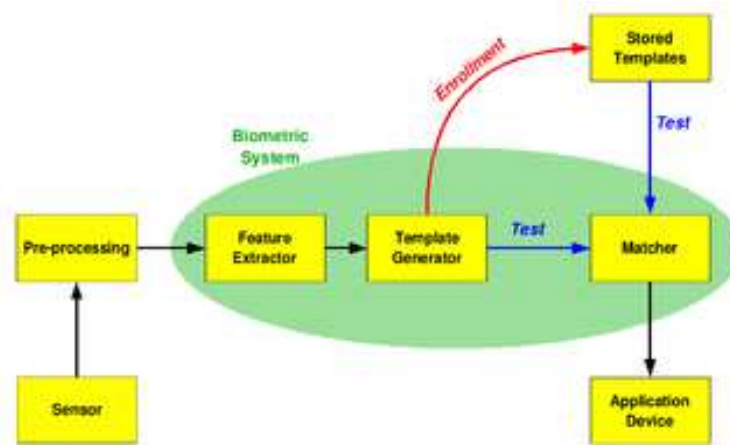 Stored
Templates
Enrollment
Test
Biometric
System
Pre-processing
Feature
Extractor
Template
Generator
Test
Matcher
Sensor
Application
Device